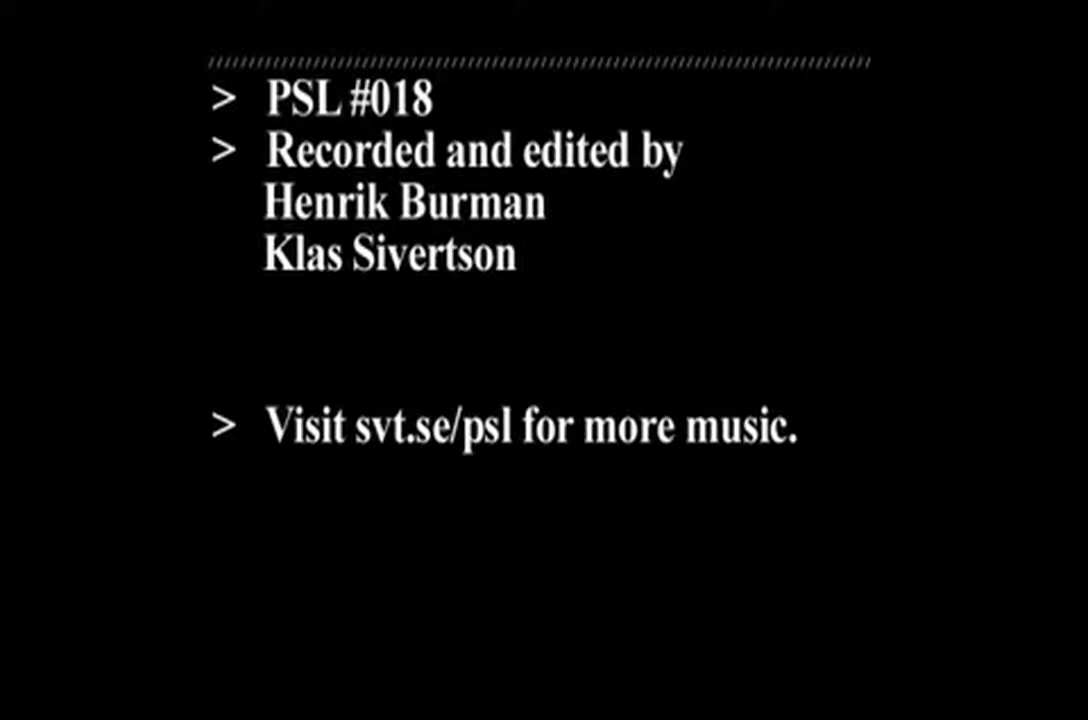 > PSL #018
> Recorded and edited by
Henrik Burman
Klas Sivertson
> Visit svt.se/psl for more music.